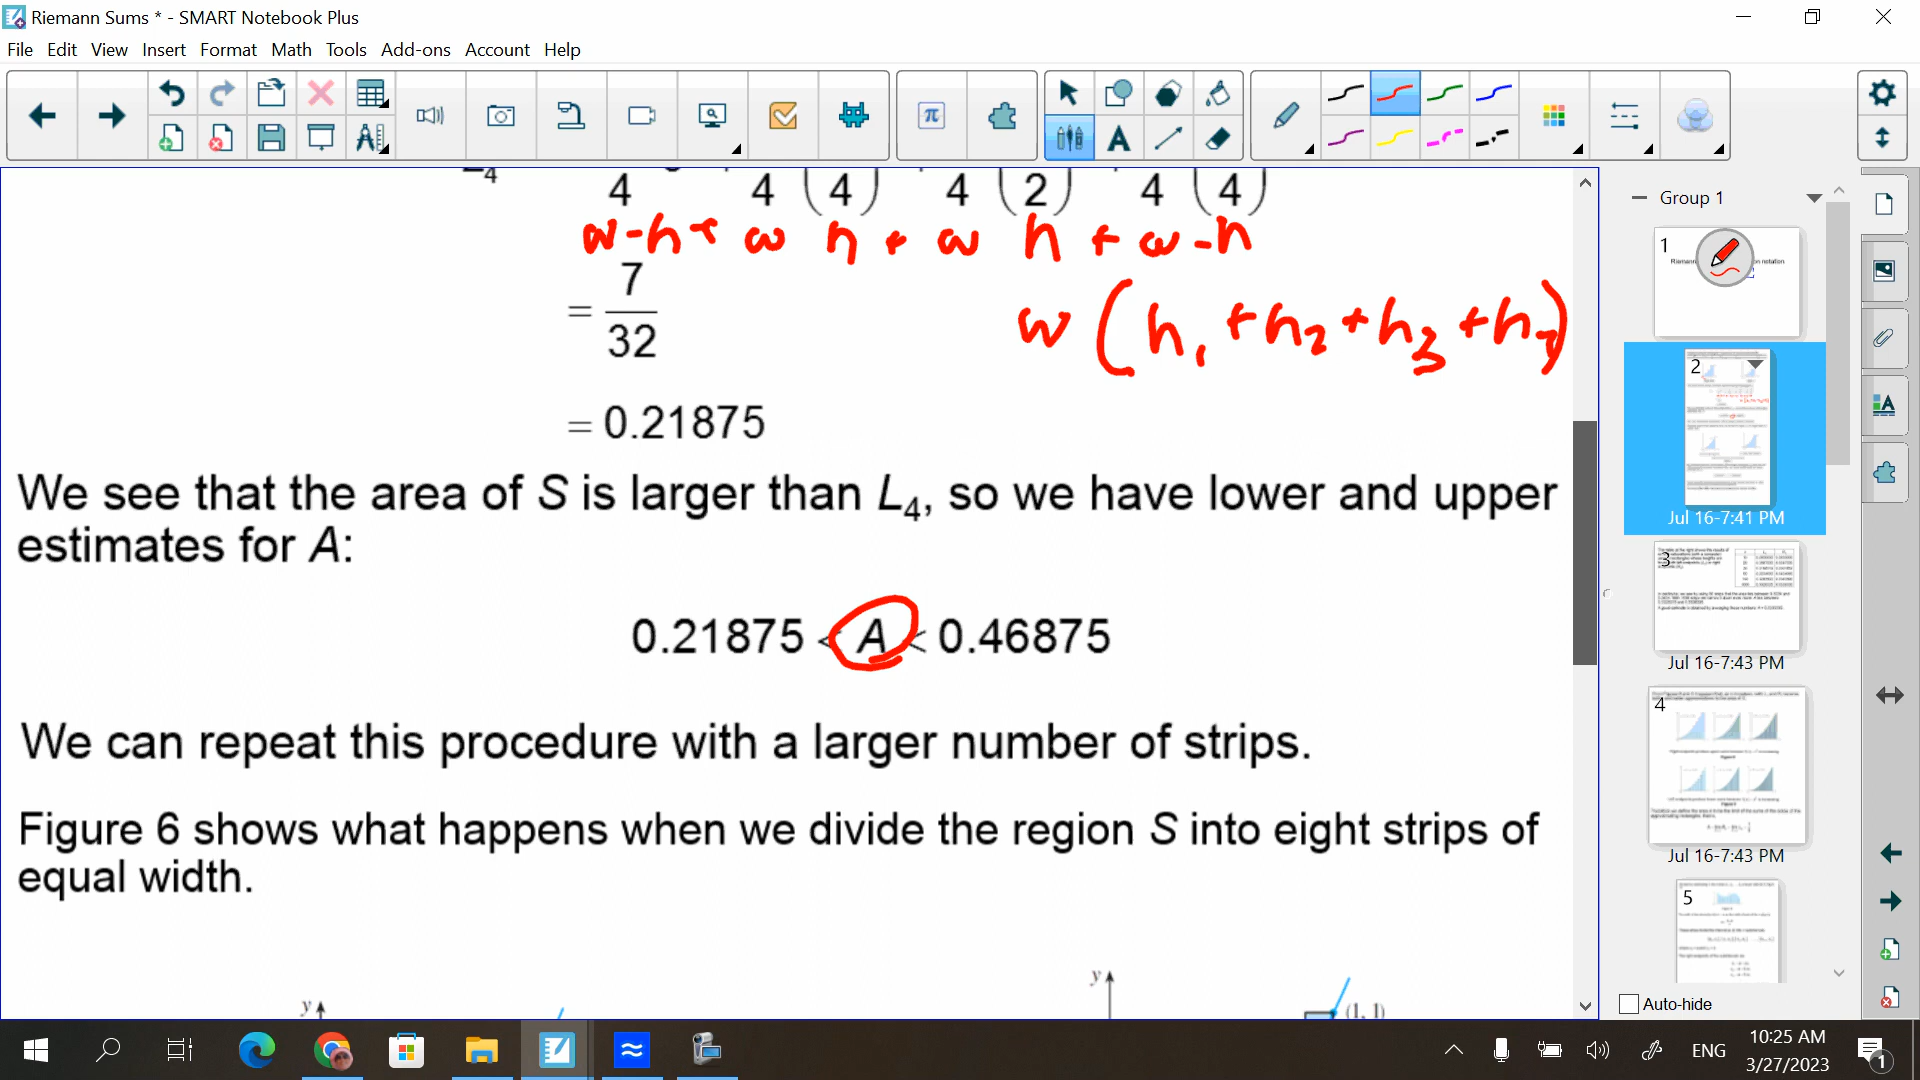 Riemann Sums * - SMART Notebook Plus
File Edit View Insert Format Math Tools Add-ons Account Help
4 4 (4) 4 (2) 4 (4)
w-h+ w h + w h + w-h
= 7/32
w (h1 + h2 + h3 + h
= 0.21875
We see that the area of S is larger than L4, so we have lower and upper
estimates for A:
0.21875 < A < 0.46875
We can repeat this procedure with a larger number of strips.
Figure 6 shows what happens when we divide the region S into eight strips of
equal width.
y
y
(1, 1)
Group 1
1
2
Jul 16-7:41 PM
3
Jul 16-7:43 PM
4
Jul 16-7:43 PM
5
Auto-hide
ENG
10:25 AM
3/27/2023
1